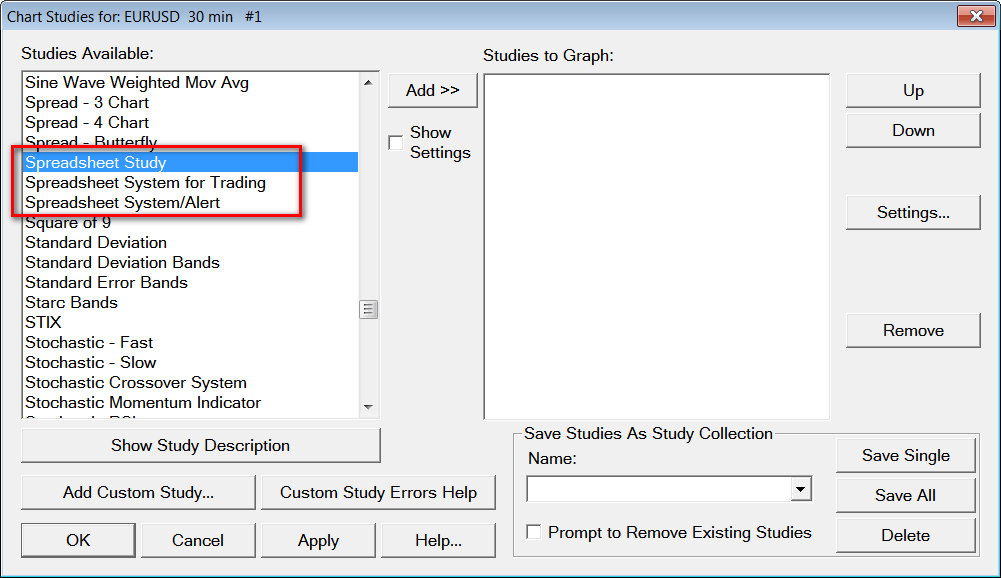 Chart Studies for: EURUSD 30 min #1
Studies Available:
Sine Wave Weighted Mov Avg
Spread - 3 Chart
Spread - 4 Chart
Spread - Butterfly
Spreadsheet Study
Spreadsheet System for Trading
Spreadsheet System/Alert
Square of 9
Standard Deviation
Standard Deviation Bands
Standard Error Bands
Starc Bands
STIX
Stochastic - Fast
Stochastic - Slow
Stochastic Crossover System
Stochastic Momentum Indicator
Add >>
Show
Settings
Studies to Graph:
Up
Down
Settings...
Remove
Show Study Description
Add Custom Study...
Custom Study Errors Help
OK
Cancel
Apply
Help...
Save Studies As Study Collection
Name:
Prompt to Remove Existing Studies
Save Single
Save All
Delete